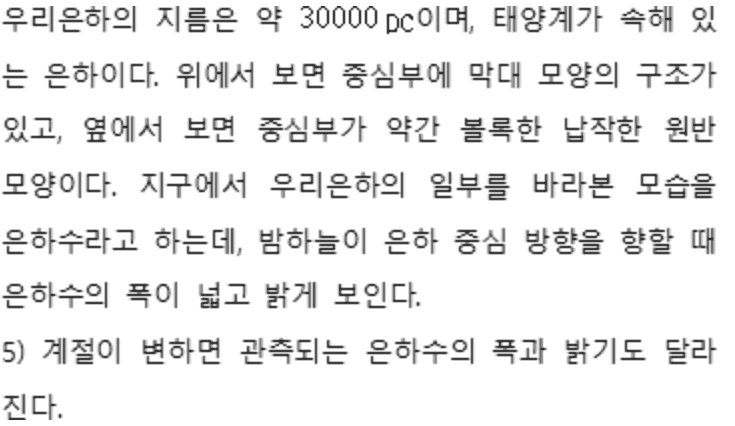 우리은하의 지름은 약 30000 pc이며, 태양계가 속해 있
는 은하이다. 위에서 보면 중심부에 막대 모양의 구조가
있고, 옆에서 보면 중심부가 약간 볼록한 납작한 원반
모양이다. 지구에서 우리은하의 일부를 바라본 모습을
은하수라고 하는데, 밤하늘이 은하 중심 방향을 향할 때
은하수의 폭이 넓고 밝게 보인다.
5) 계절이 변하면 관측되는 은하수의 폭과 밝기도 달라
진다.